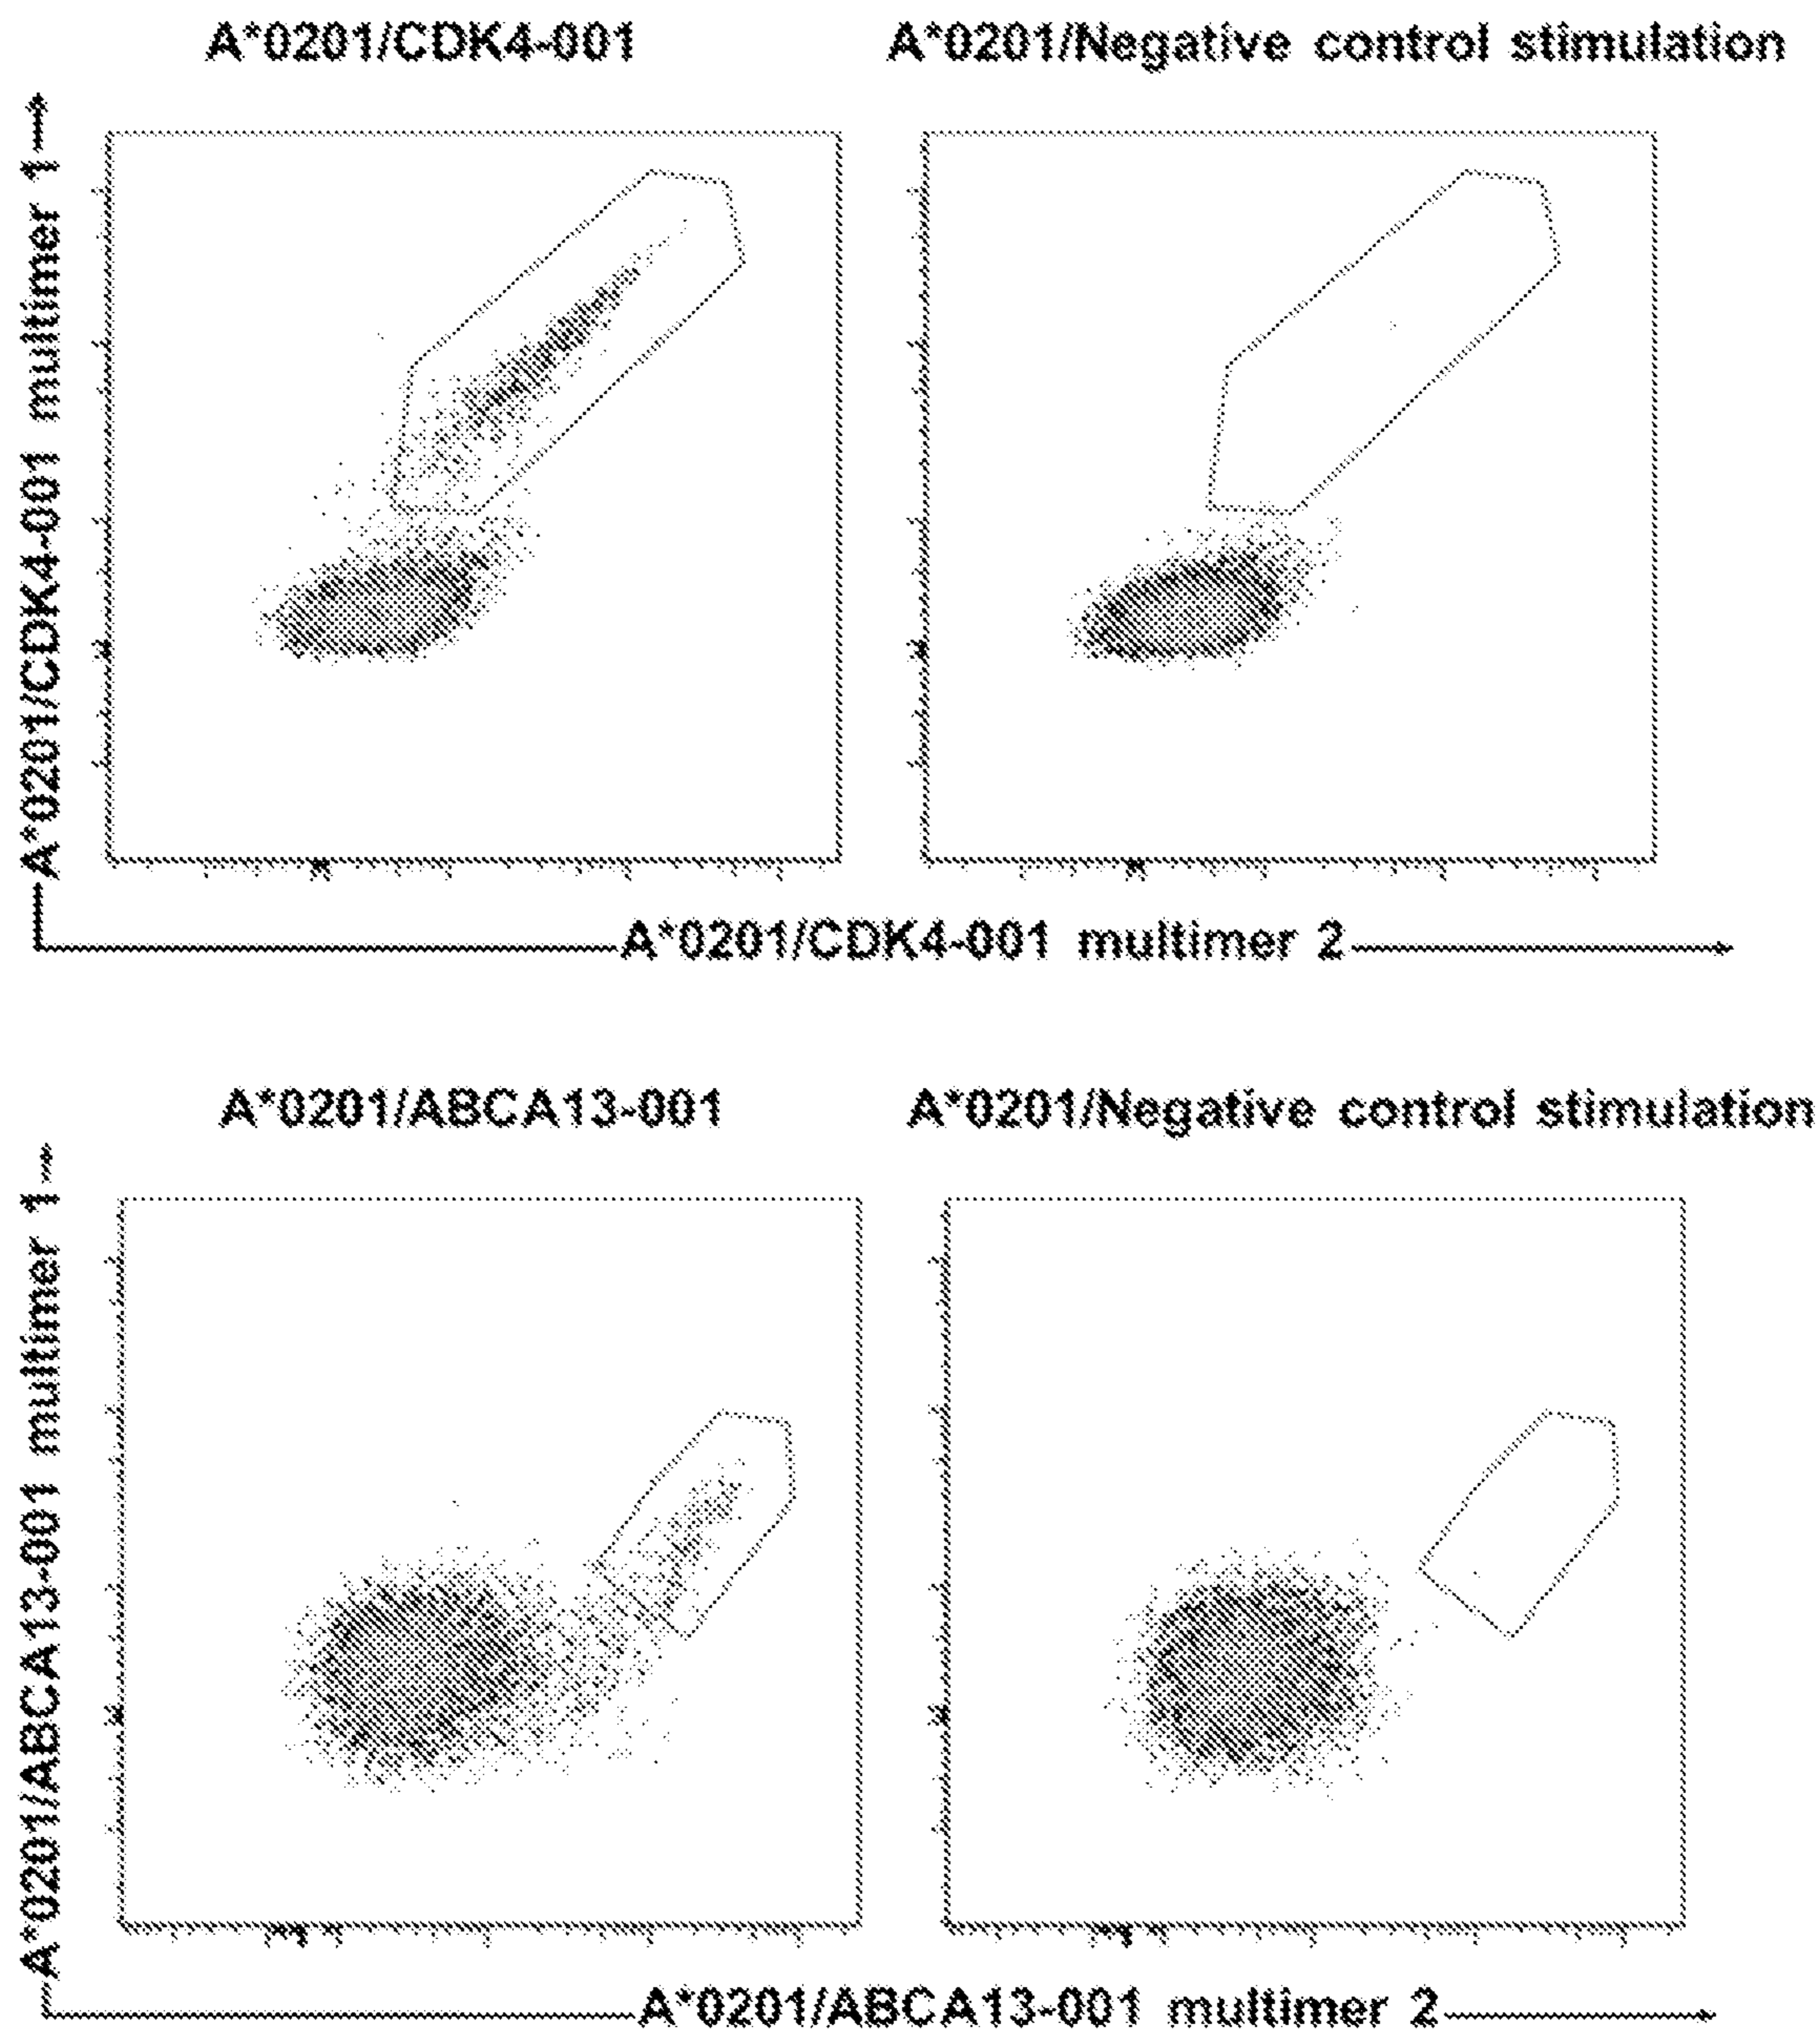 A*0201/CDK4-001
A*0201/Negative control stimulation
A*0201/CDK4-001 multimer 1
A*0201/CDK4-001 multimer 2
A*0201/ABCA13-001
A*0201/Negative control stimulation
A*0201/ABCA13-001 multimer 1
A*0201/ABCA13-001 multimer 2